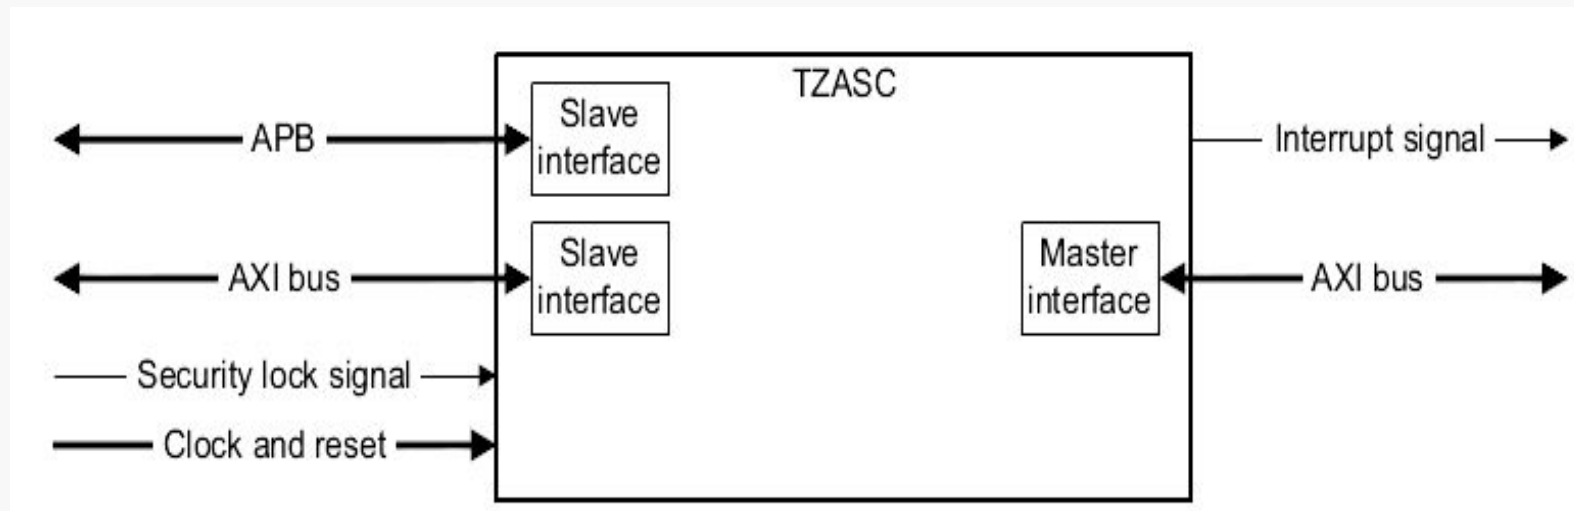 TZASC
Slave
interface
APB
Interrupt signal
Slave
interface
AXI bus
Master
interface
AXI bus
Security lock signal
Clock and reset